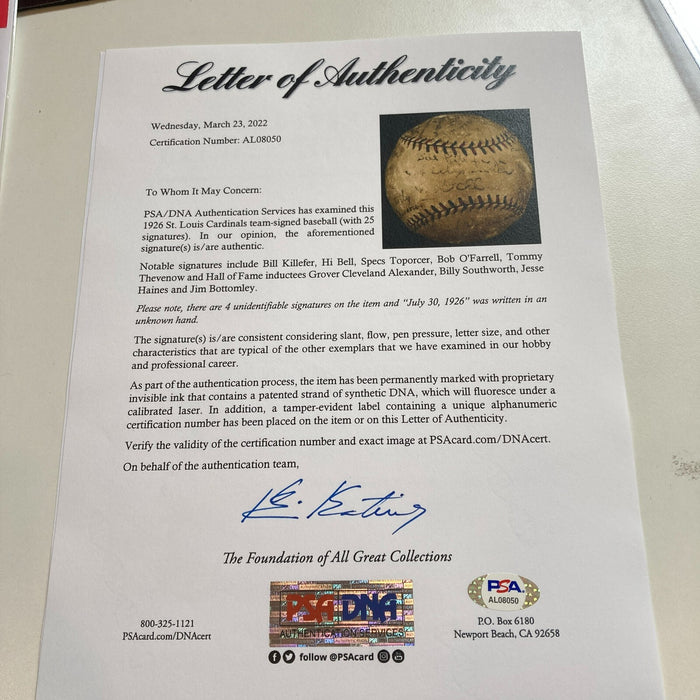 Letter of Authenticity
Wednesday, March 23, 2022
Certification Number: AL08050
To Whom It May Concern:
PSA/DNA Authentication Services has examined this
1926 St. Louis Cardinals team-signed baseball (with 25
signatures). In our opinion, the aforementioned
signature(s) is/are authentic.
Notable signatures include Bill Killefer, Hi Bell, Specs Toporcer, Bob O'Farrell, Tommy
Thevenow and Hall of Fame inductees Grover Cleveland Alexander, Billy Southworth, Jesse
Haines and Jim Bottomley.
Please note, there are 4 unidentifiable signatures on the item and "July 30, 1926" was written in an
unknown hand.
The signature(s) is/are consistent considering slant, flow, pen pressure, letter size, and other
characteristics that are typical of the other exemplars that we have examined in our hobby
and professional career.
As part of the authentication process, the item has been permanently marked with proprietary
invisible ink that contains a patented strand of synthetic DNA, which will fluoresce under a
calibrated laser. In addition, a tamper-evident label containing a unique alphanumeric
certification number has been placed on the item or on this Letter of Authenticity.
Verify the validity of the certification number and exact image at PSAcard.com/DNAcert.
On behalf of the authentication team,
The Foundation of All Great Collections
800-325-1121
PSAcard.com/DNAcert
PSA DNA
AUTHENTICATION SERVICES
follow @PSAcard
PSA
AL08050
P.O. Box 6180
Newport Beach, CA 92658